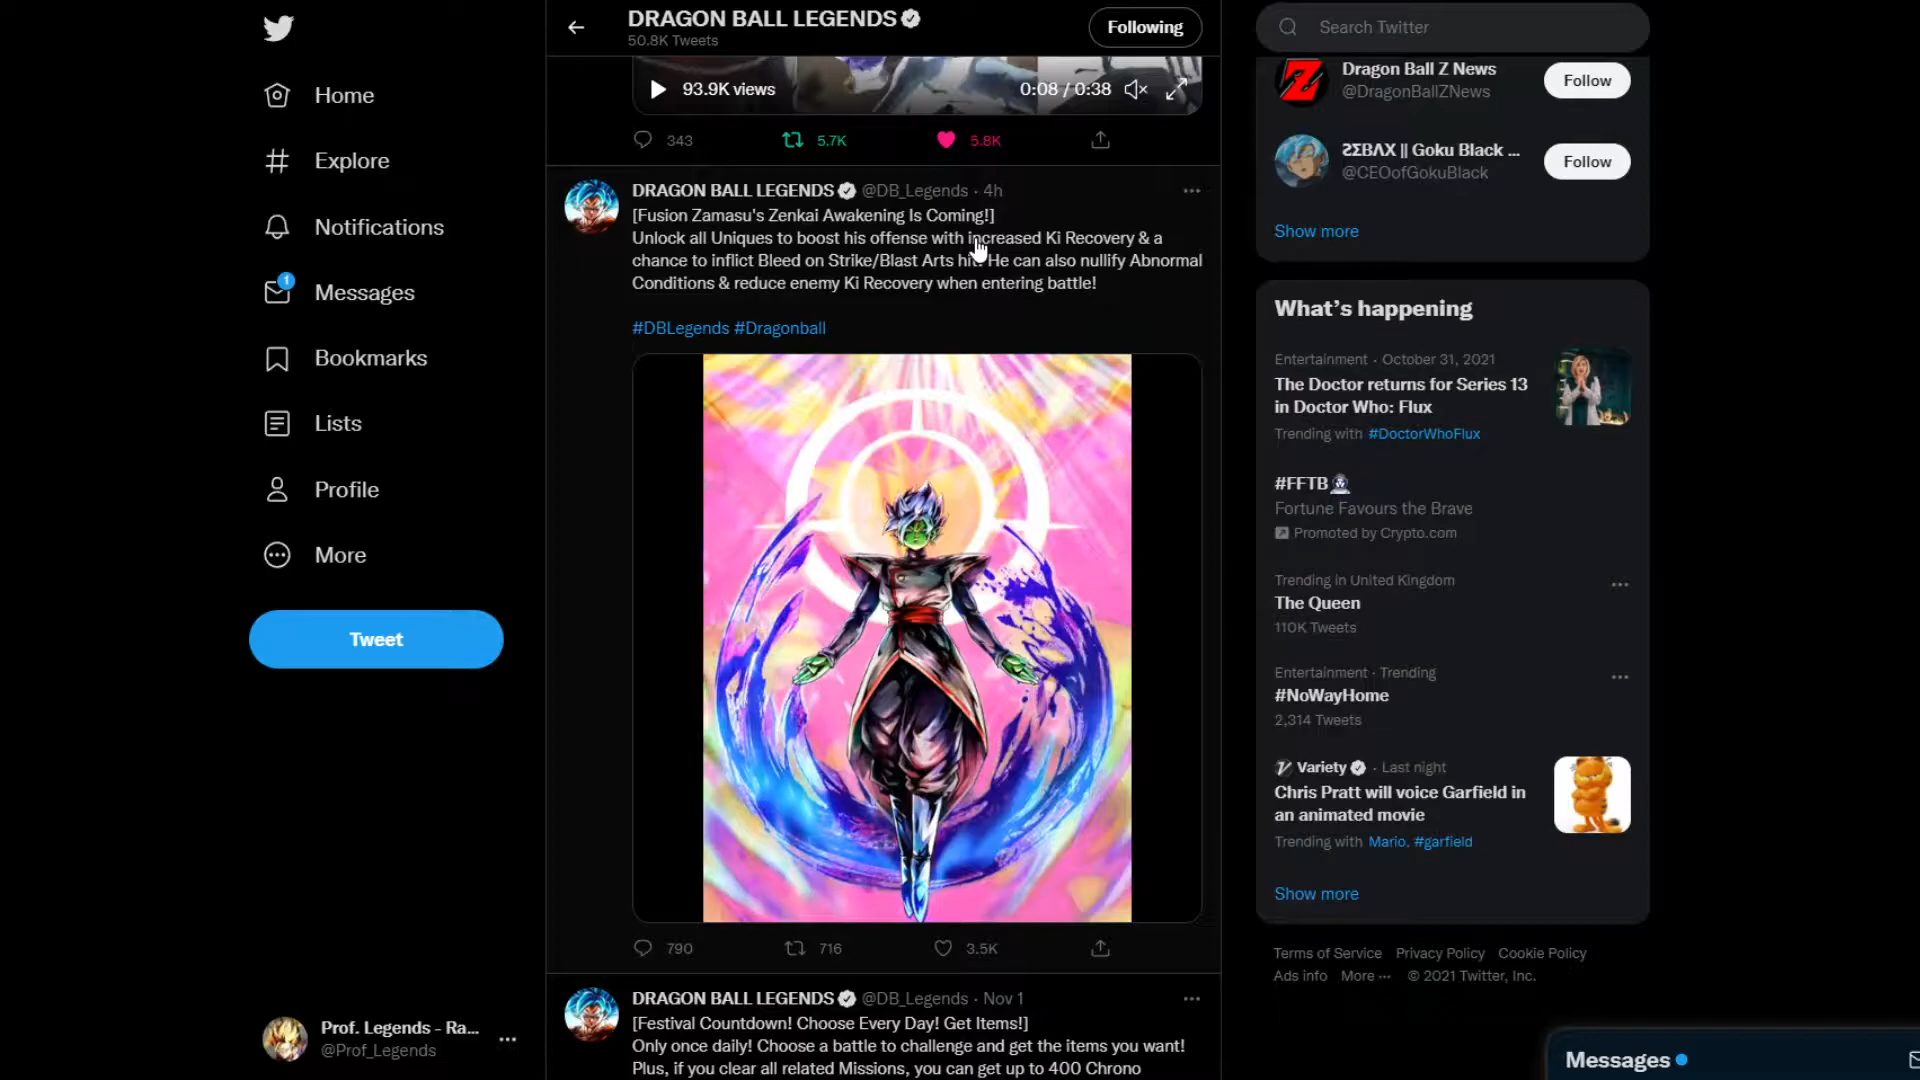 Home
Explore
Notifications
1
Messages
Bookmarks
Lists
Profile
More
Tweet
Prof. Legends - Ra...
@Prof_Legends
DRAGON BALL LEGENDS
50.8K Tweets
Following
93.9K views
0:08 / 0:38
343
5.7K
5.8K
DRAGON BALL LEGENDS @DB_Legends · 4h
[Fusion Zamasu's Zenkai Awakening Is Coming!]
Unlock all Uniques to boost his offense with increased Ki Recovery & a
chance to inflict Bleed on Strike/Blast Arts hit! He can also nullify Abnormal
Conditions & reduce enemy Ki Recovery when entering battle!
#DBLegends #Dragonball
790
716
3.5K
DRAGON BALL LEGENDS @DB_Legends · Nov 1
[Festival Countdown! Choose Every Day! Get Items!]
Only once daily! Choose a battle to challenge and get the items you want!
Plus, if you clear all related Missions, you can get up to 400 Chrono
Search Twitter
Dragon Ball Z News
@DragonBallZNews
Follow
ƧΣBΛX || Goku Black ...
@CEOofGokuBlack
Follow
Show more
What's happening
Entertainment · October 31, 2021
The Doctor returns for Series 13
in Doctor Who: Flux
Trending with #DoctorWhoFlux
#FFTB
Fortune Favours the Brave
Promoted by Crypto.com
Trending in United Kingdom
The Queen
110K Tweets
Entertainment · Trending
#NoWayHome
2,314 Tweets
Variety · Last night
Chris Pratt will voice Garfield in
an animated movie
Trending with Mario, #garfield
Show more
Terms of Service Privacy Policy Cookie Policy
Ads info More ··· © 2021 Twitter, Inc.
Messages